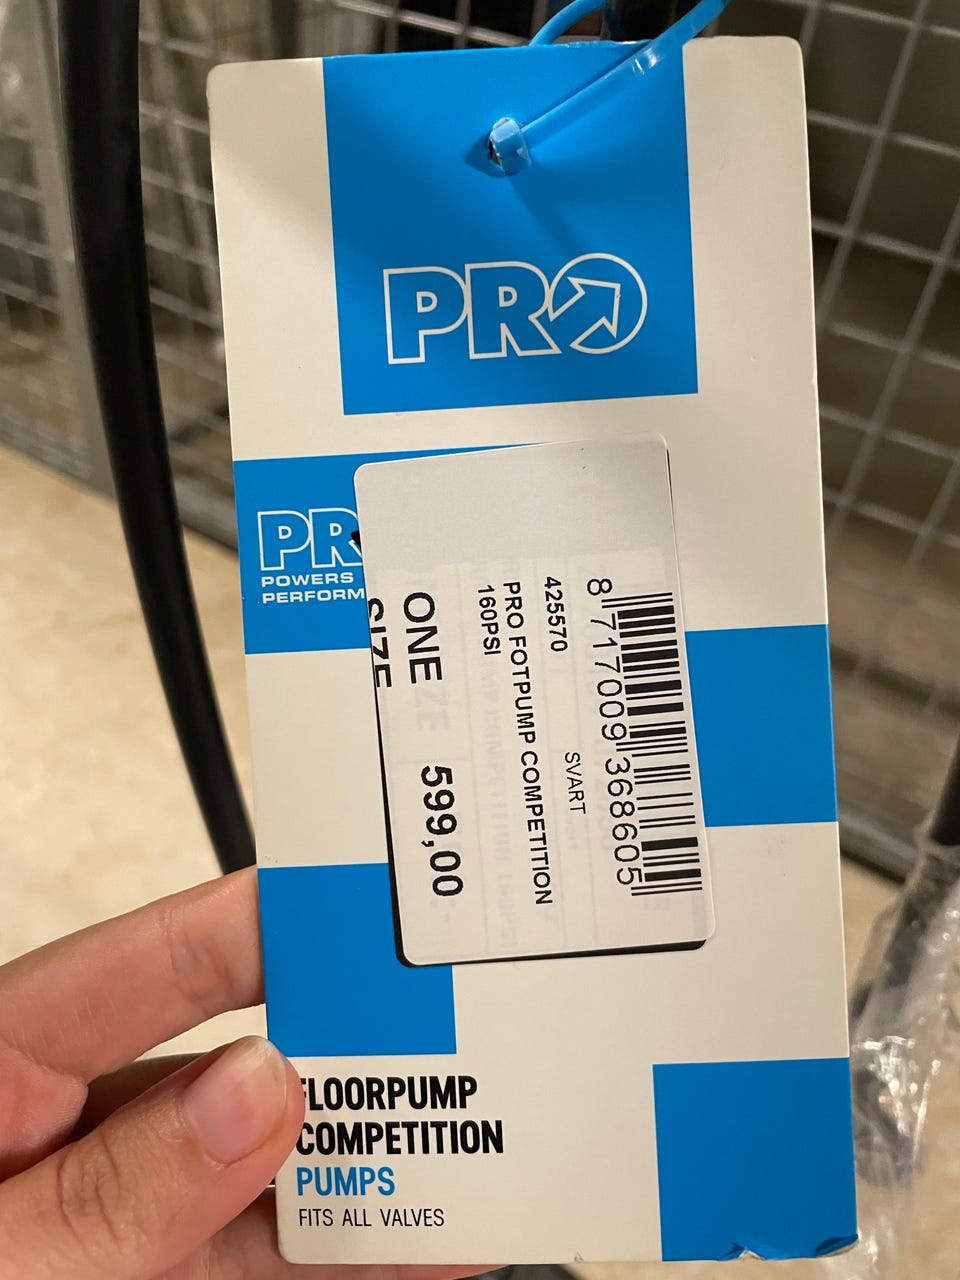 PRO
PR
POWERS
PERFORM
8 717009 368605
425570 SVART
PRO FOTPUMP COMPETITION
160PSI
ONE 599,00
SIZE
FLOORPUMP
COMPETITION
PUMPS
FITS ALL VALVES